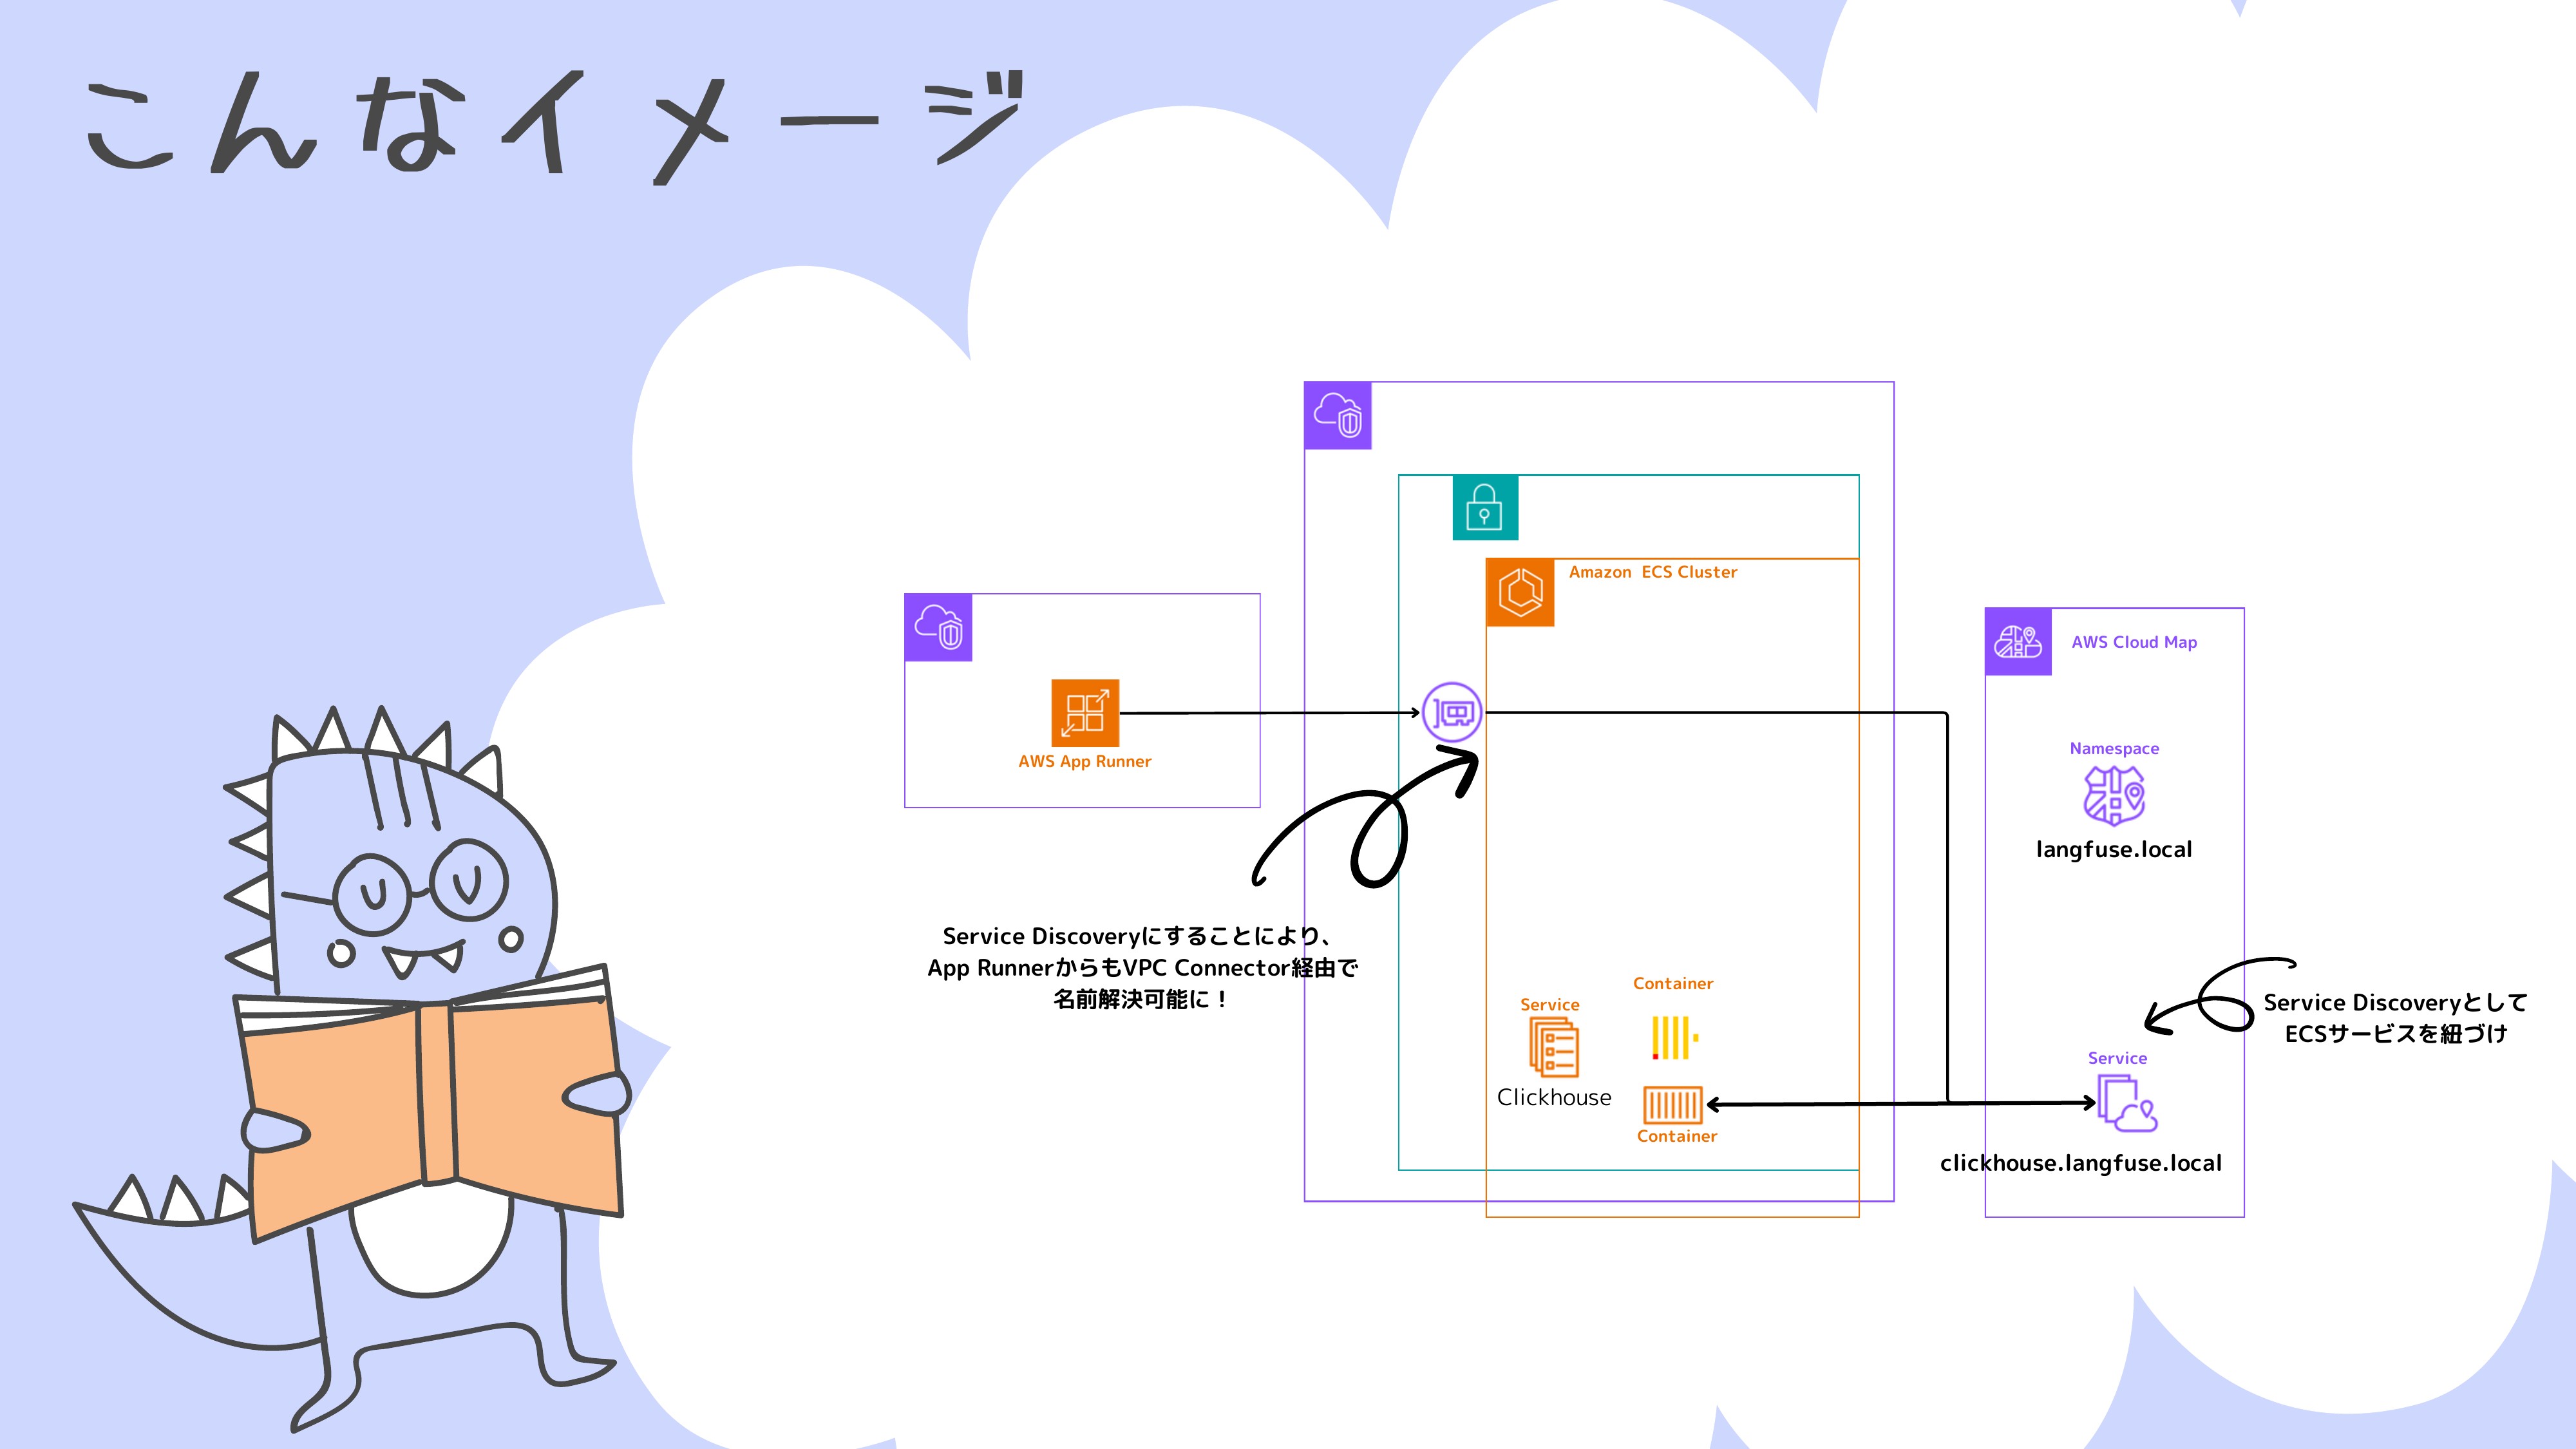 こんなイメージ
Amazon ECS Cluster
AWS App Runner
AWS Cloud Map
Namespace
langfuse.local
Service Discoveryにすることにより、
App RunnerからもVPC Connector経由で
名前解決可能に！
Container
Service
Clickhouse
Container
Service Discoveryとして
ECSサービスを紐づけ
Service
clickhouse.langfuse.local